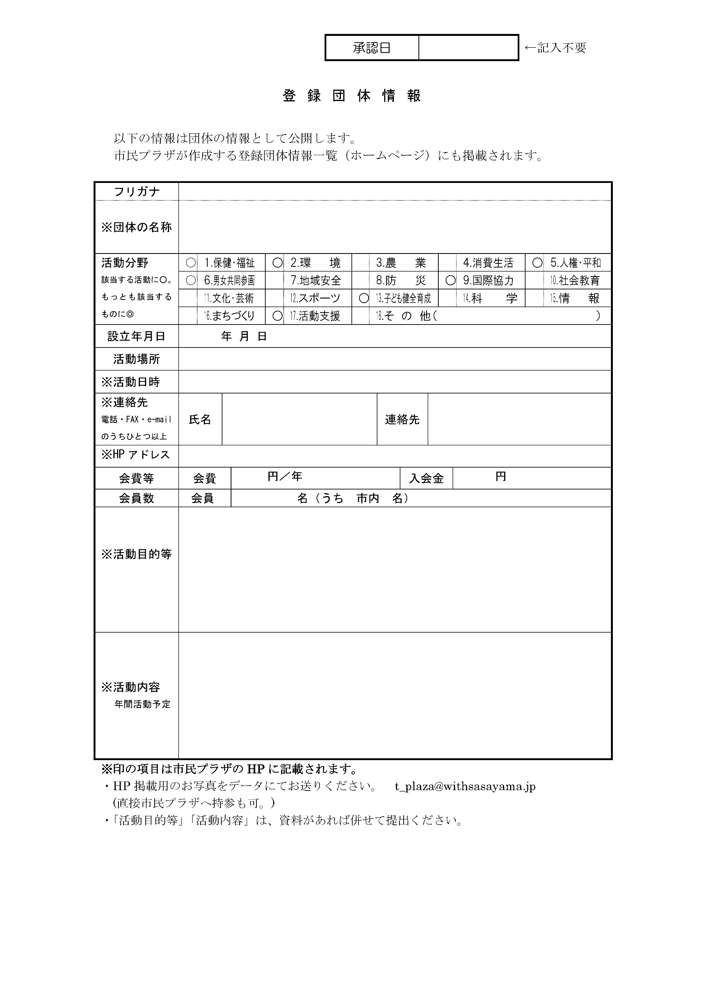 承認日 ←記入不要
登 録 団 体 情 報
以下の情報は団体の情報として公開します。
市民プラザが作成する登録団体情報一覧（ホームページ）にも掲載されます。
フリガナ
※団体の名称
活動分野
該当する活動に〇。
もっとも該当する
ものに◎
〇 1.保健･福祉 〇 2.環　境 3.農　業 4.消費生活 〇 5.人権･平和
〇 6.男女共同参画 7.地域安全 8.防　災 〇 9.国際協力 10.社会教育
11.文化･芸術 12.スポーツ 〇 13.子ども健全育成 14.科　学 15.情　報
16.まちづくり 〇 17.活動支援 18.そ の 他(　　　　)
設立年月日 年 月 日
活動場所
※活動日時
※連絡先
電話・FAX・e-mail
のうちひとつ以上
氏名 連絡先
※HP アドレス
会費等 会費 円／年 入会金 円
会員数 会員 名（うち　市内　名）
※活動目的等
※活動内容
年間活動予定
※印の項目は市民プラザの HP に記載されます。
・HP 掲載用のお写真をデータにてお送りください。　t_plaza@withsasayama.jp
(直接市民プラザへ持参も可。)
・「活動目的等」「活動内容」は、資料があれば併せて提出ください。